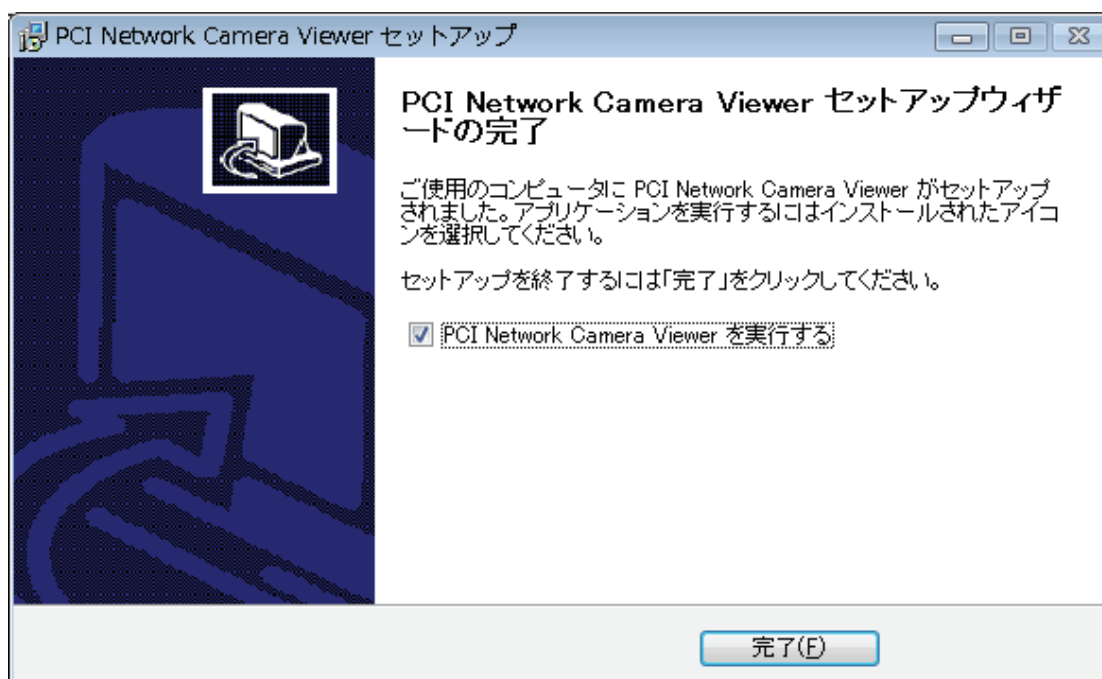 PCI Network Camera Viewer セットアップ
PCI Network Camera Viewer セットアップウィザ
ードの完了
ご使用のコンピュータに PCI Network Camera Viewer がセットアップ
されました。アプリケーションを実行するにはインストールされたアイコ
ンを選択してください。
セットアップを終了するには「完了」をクリックしてください。
PCI Network Camera Viewer を実行する
完了(F)